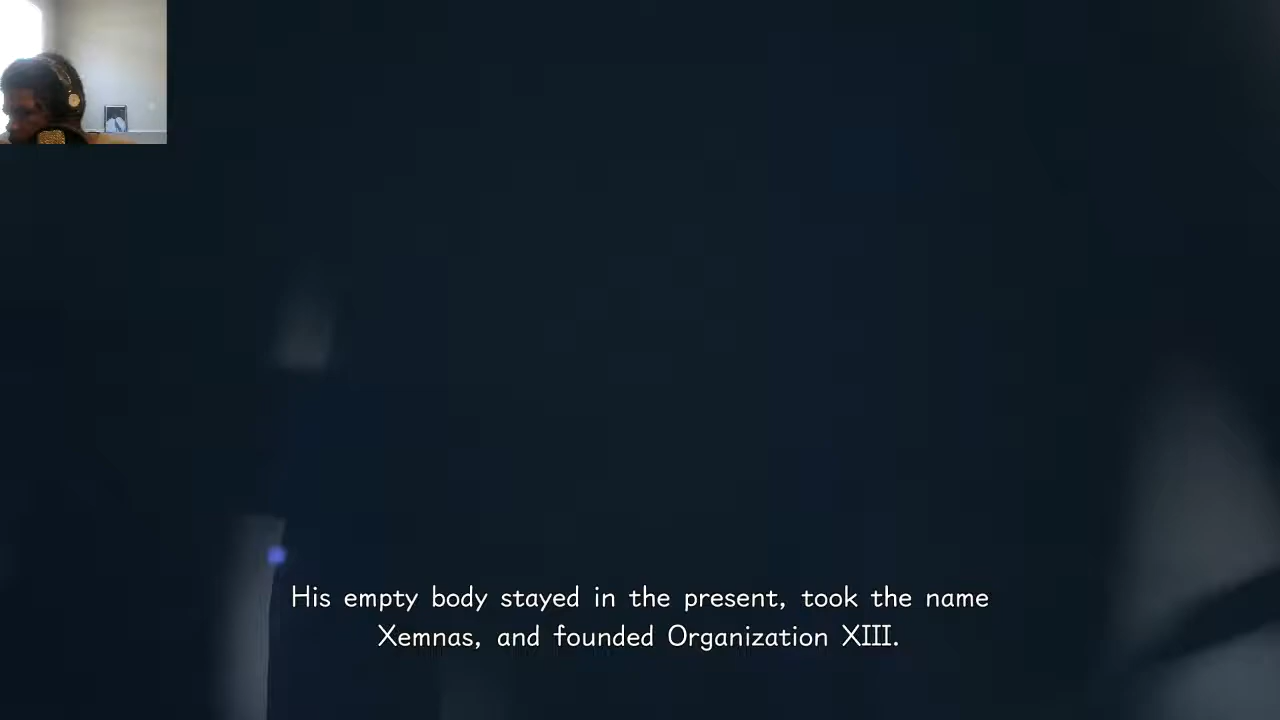 His empty body stayed in the present, took the name
Xemnas, and founded Organization XIII.